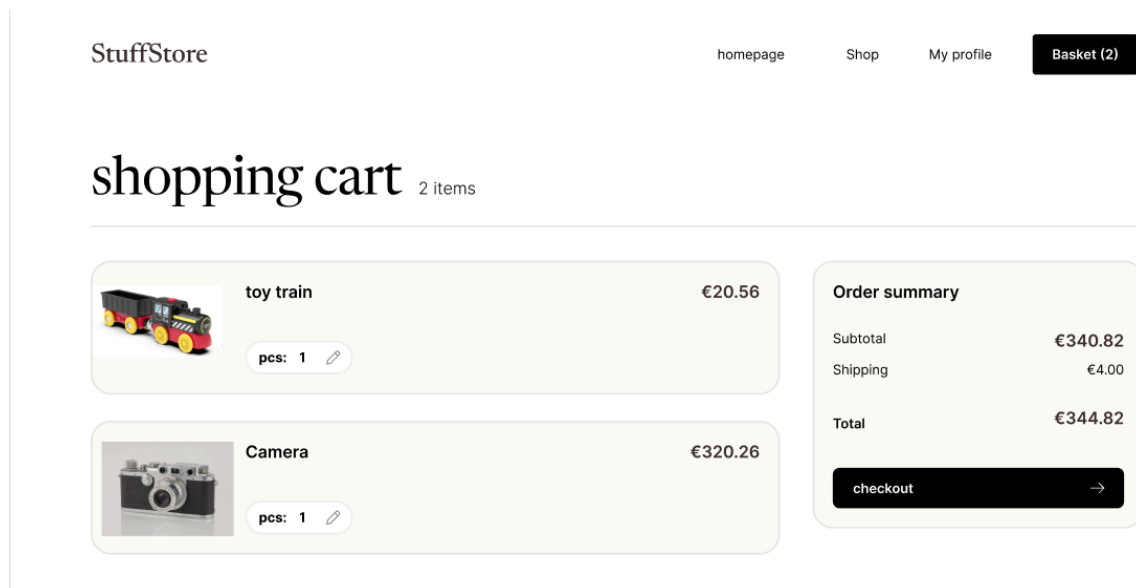 StuffStore
homepage Shop My profile Basket (2)
shopping cart 2 items
toy train €20.56
pcs: 1
Camera €320.26
pcs: 1
Order summary
Subtotal €340.82
Shipping €4.00
Total €344.82
checkout